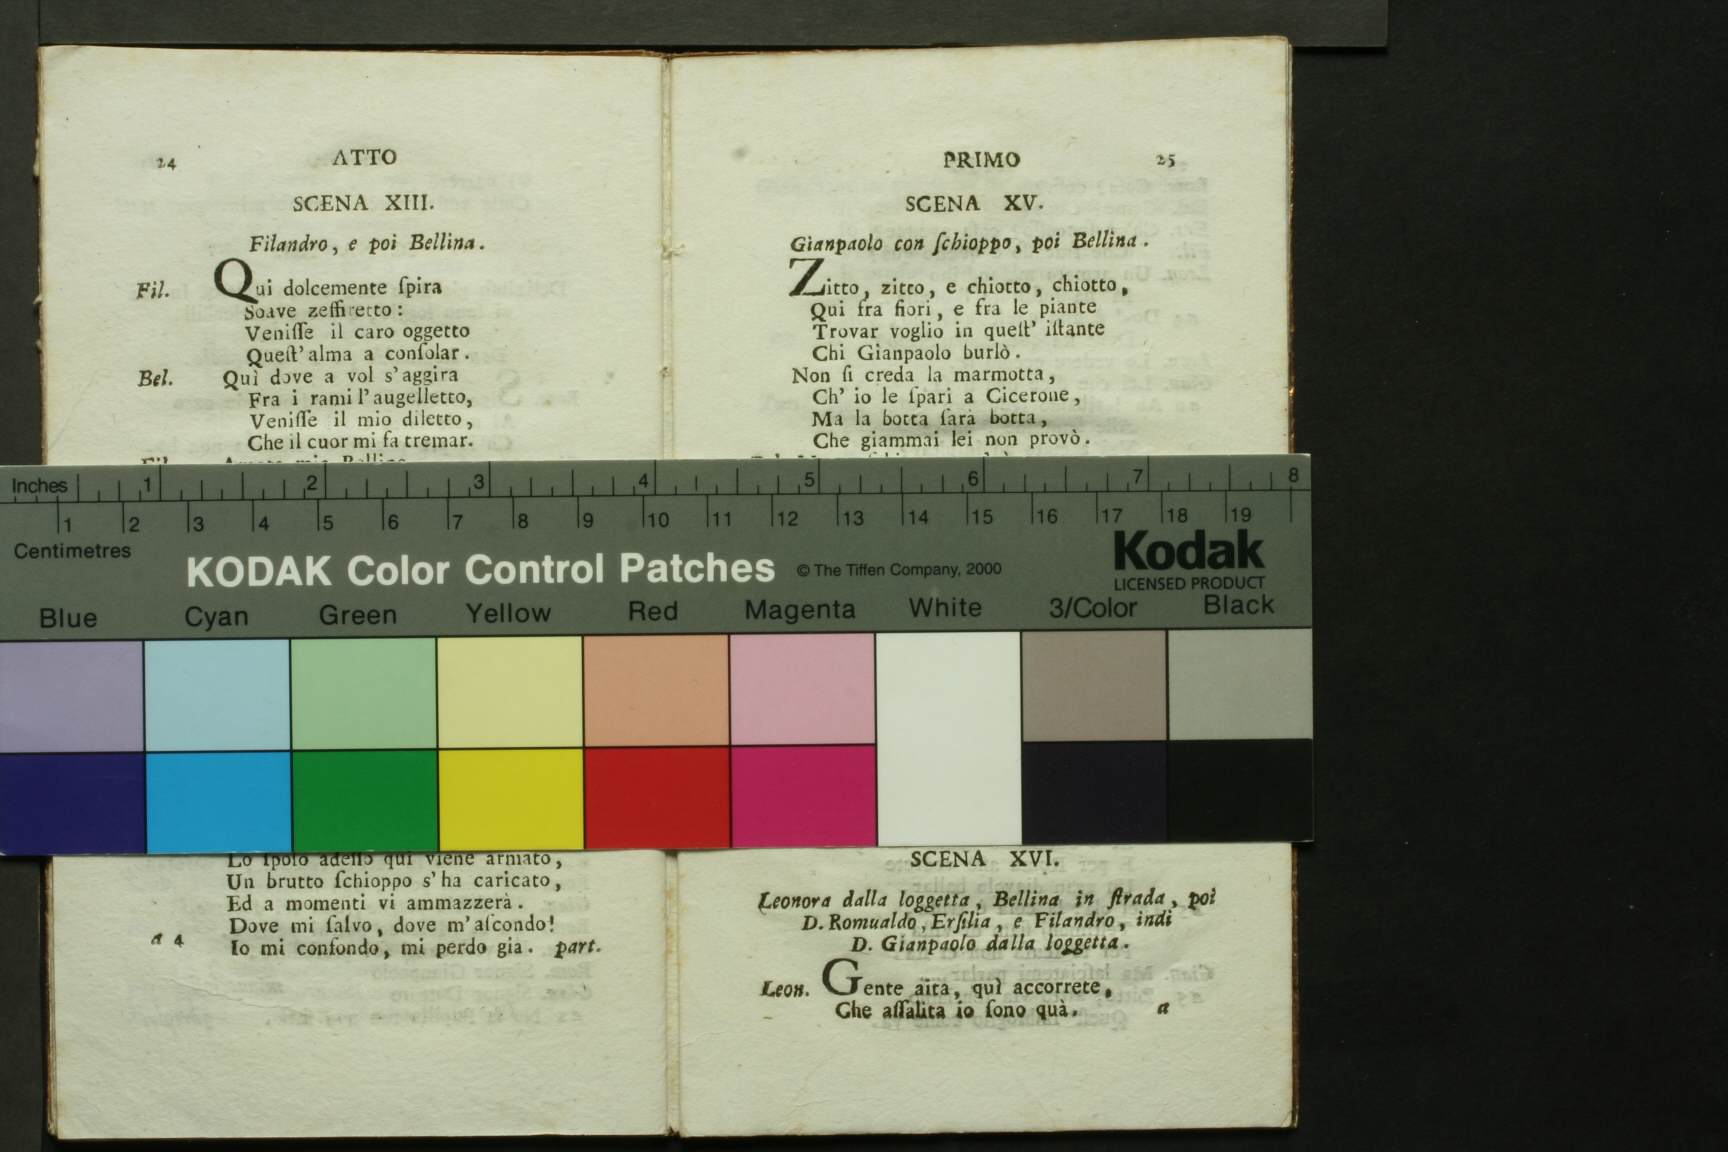 24 ATTO
SCENA XIII.
Filandro, e poi Bellina.
Fil. Qui dolcemente ſpira
Soave zeffiretto:
Veniſſe il caro oggetto
Queſt'alma a conſolar.
Bel. Quì dove a vol s'aggira
Fra i rami l'augelletto,
Veniſſe il mio diletto,
Che il cuor mi fa tremar.
Lo ſpoſo adeſſo quì viene armato,
Un brutto ſchioppo s'ha caricato,
Ed a momenti vi ammazzerà.
Dove mi ſalvo, dove m'aſcondo!
a 4 Io mi confondo, mi perdo già. part.
PRIMO 25
SCENA XV.
Gianpaolo con ſchioppo, poi Bellina.
Zitto, zitto, e chiotto, chiotto,
Qui fra fiori, e fra le piante
Trovar voglio in queſt' iſtante
Chi Gianpaolo burlò.
Non ſi creda la marmotta,
Ch' io le ſpari a Cicerone,
Ma la botta ſarà botta,
Che giammai lei non provò.
SCENA XVI.
Leonora dalla loggetta, Bellina in ſtrada, poi
D. Romualdo, Erſilia, e Filandro, indi
D. Gianpaolo dalla loggetta.
Leon. Gente aita, quì accorrete,
Che aſſalita io ſono quà. a
Inches 1 2 3 4 5 6 7 8
1 2 3 4 5 6 7 8 9 10 11 12 13 14 15 16 17 18 19
Centimetres
KODAK Color Control Patches © The Tiffen Company, 2000
Kodak
LICENSED PRODUCT
Blue Cyan Green Yellow Red Magenta White 3/Color Black